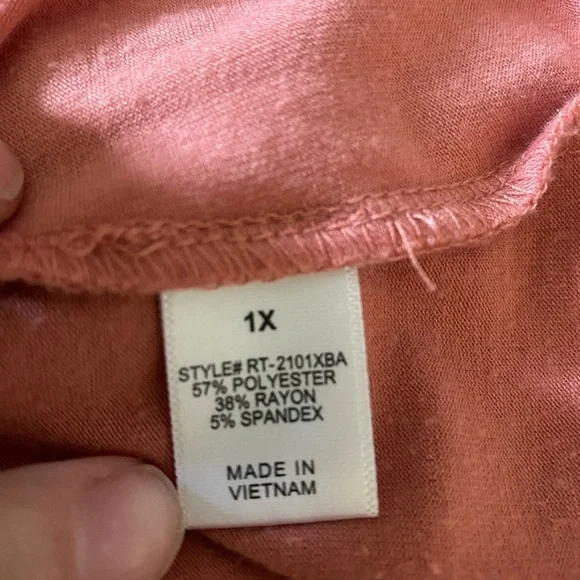 1X
STYLE# RT-2101XBA
57% POLYESTER
38% RAYON
5% SPANDEX
MADE IN
VIETNAM